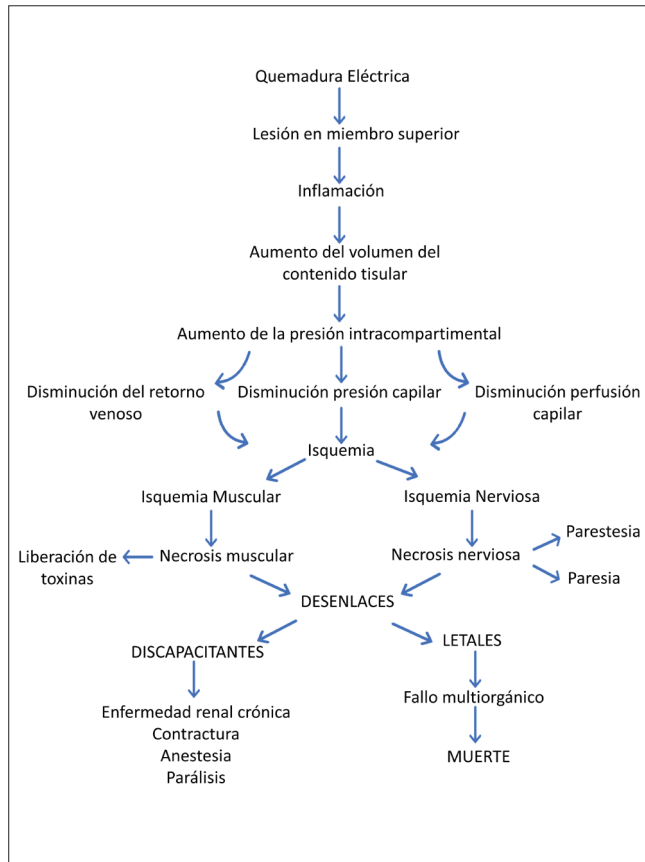 Quemadura Eléctrica
Lesión en miembro superior
Inflamación
Aumento del volumen del
contenido tisular
Aumento de la presión intracompartimental
Disminución del retorno
venoso
Disminución presión capilar
Disminución perfusión
capilar
Isquemia
Isquemia Muscular
Isquemia Nerviosa
Liberación de
toxinas
Necrosis muscular
Necrosis nerviosa
Parestesia
Paresia
DESENLACES
DISCAPACITANTES
LETALES
Enfermedad renal crónica
Contractura
Anestesia
Parálisis
Fallo multiorgánico
MUERTE